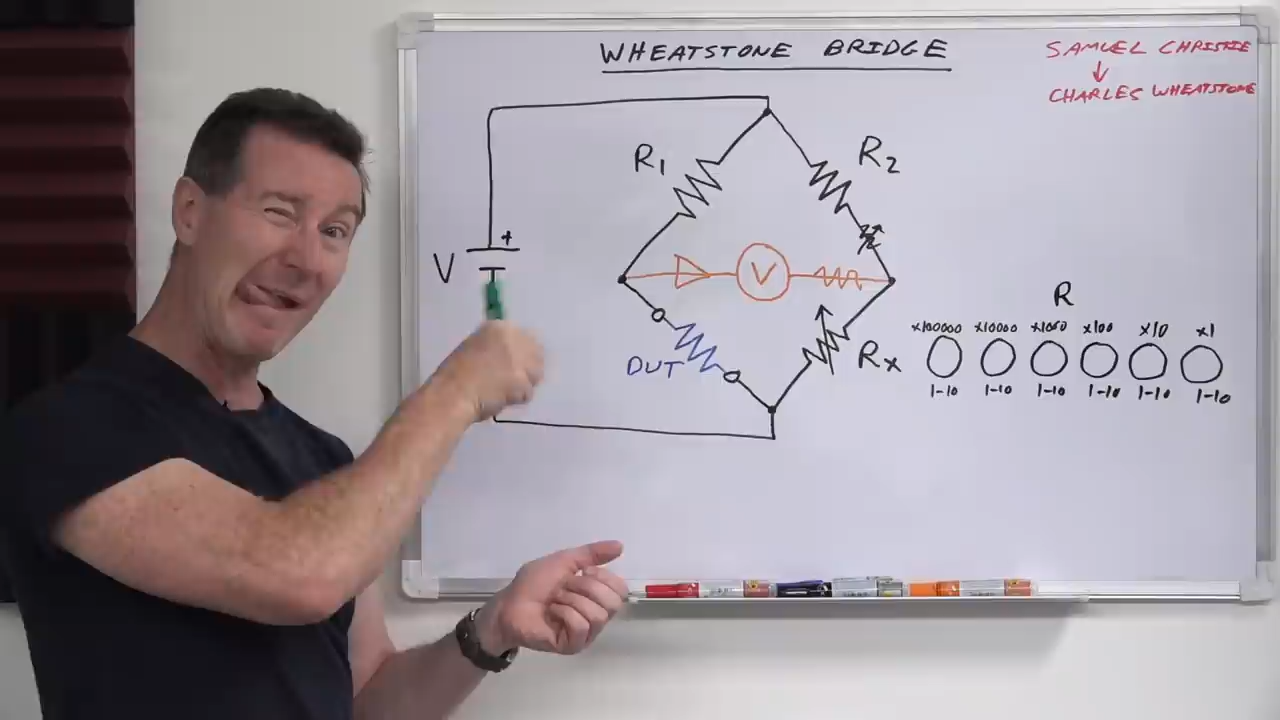 WHEATSTONE BRIDGE
SAMUEL CHRISTIE
↓
CHARLES WHEATSTONE
R1
R2
V
+
V
DUT
Rx
R
x100000 x10000 x1000 x100 x10 x1
1-10 1-10 1-10 1-10 1-10 1-10